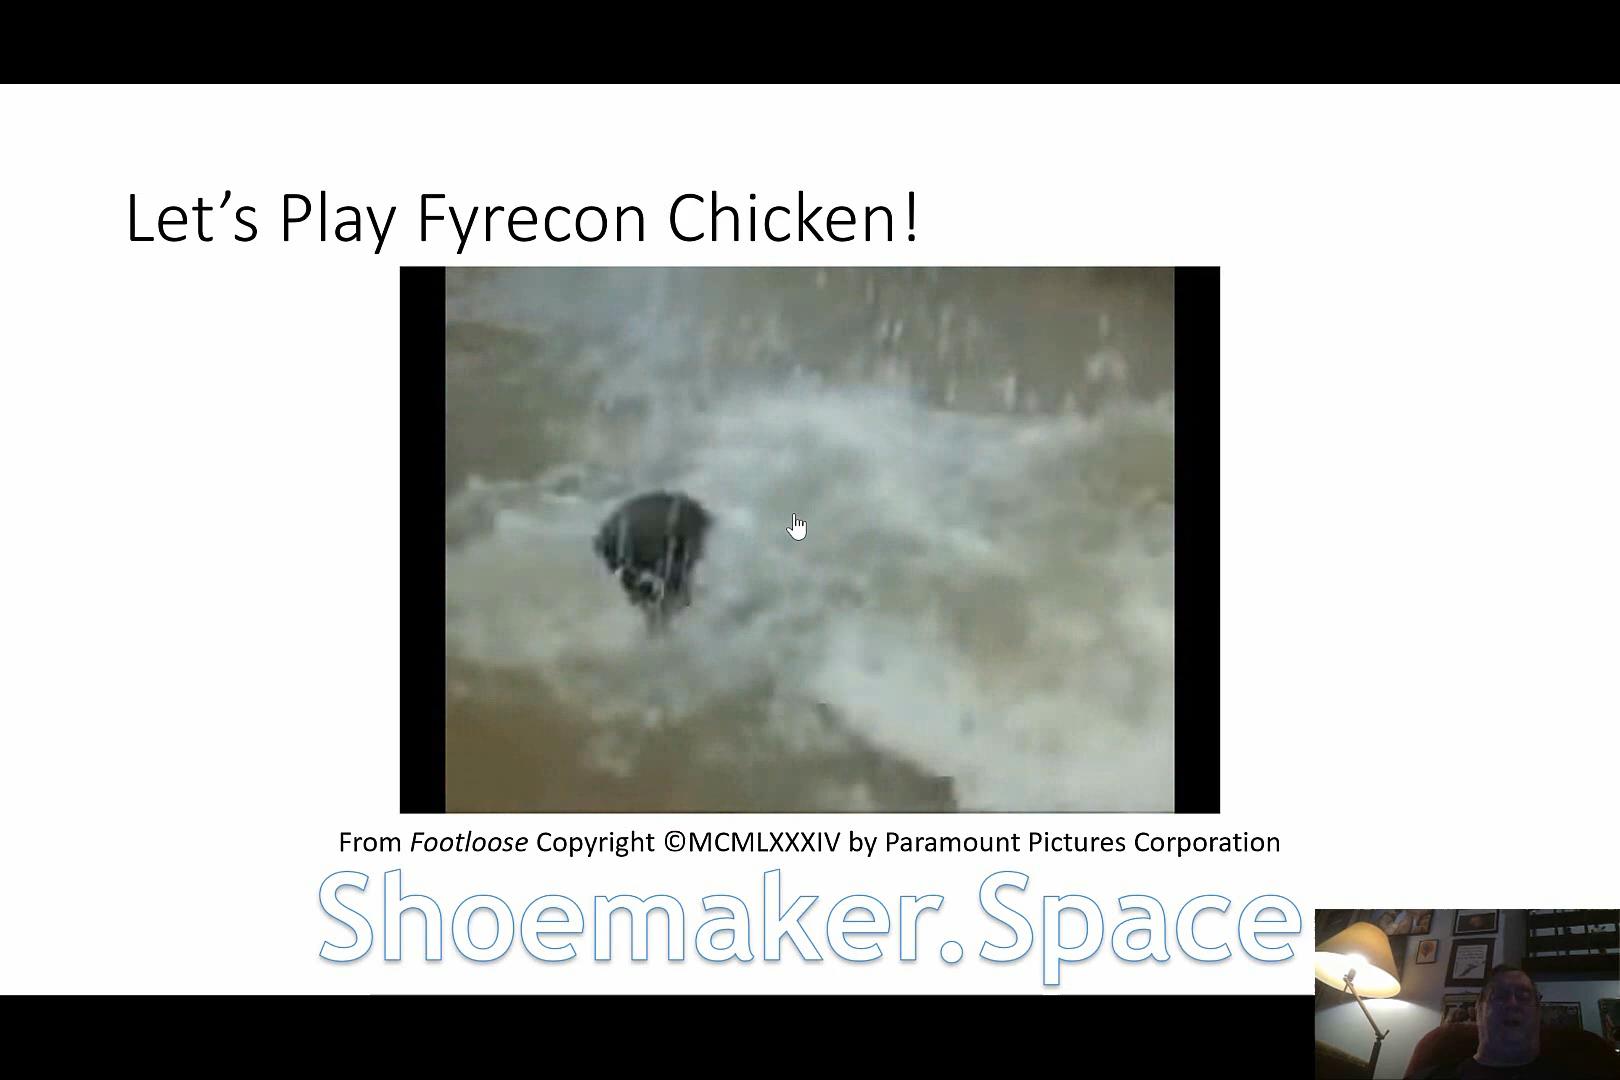 Let’s Play Fyrecon Chicken!
From Footloose Copyright ©MCMLXXXIV by Paramount Pictures Corporation
Shoemaker.Space